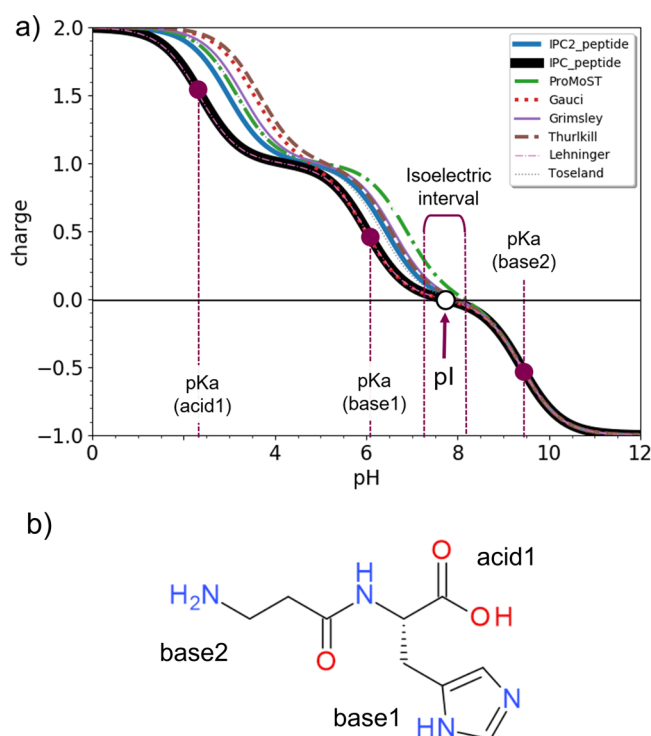 a)
2.0
1.5
1.0
0.5
0.0
−0.5
−1.0
charge
IPC2_peptide
IPC_peptide
ProMoST
Gauci
Grimsley
Thurlkill
Lehninger
Toseland
Isoelectric
interval
pKa
(base2)
pKa
(acid1)
pKa
(base1)
pI
0
4
6
8
10
12
pH
b)
O
acid1
H
N
H₂N
OH
base2
O
base1
N
HN